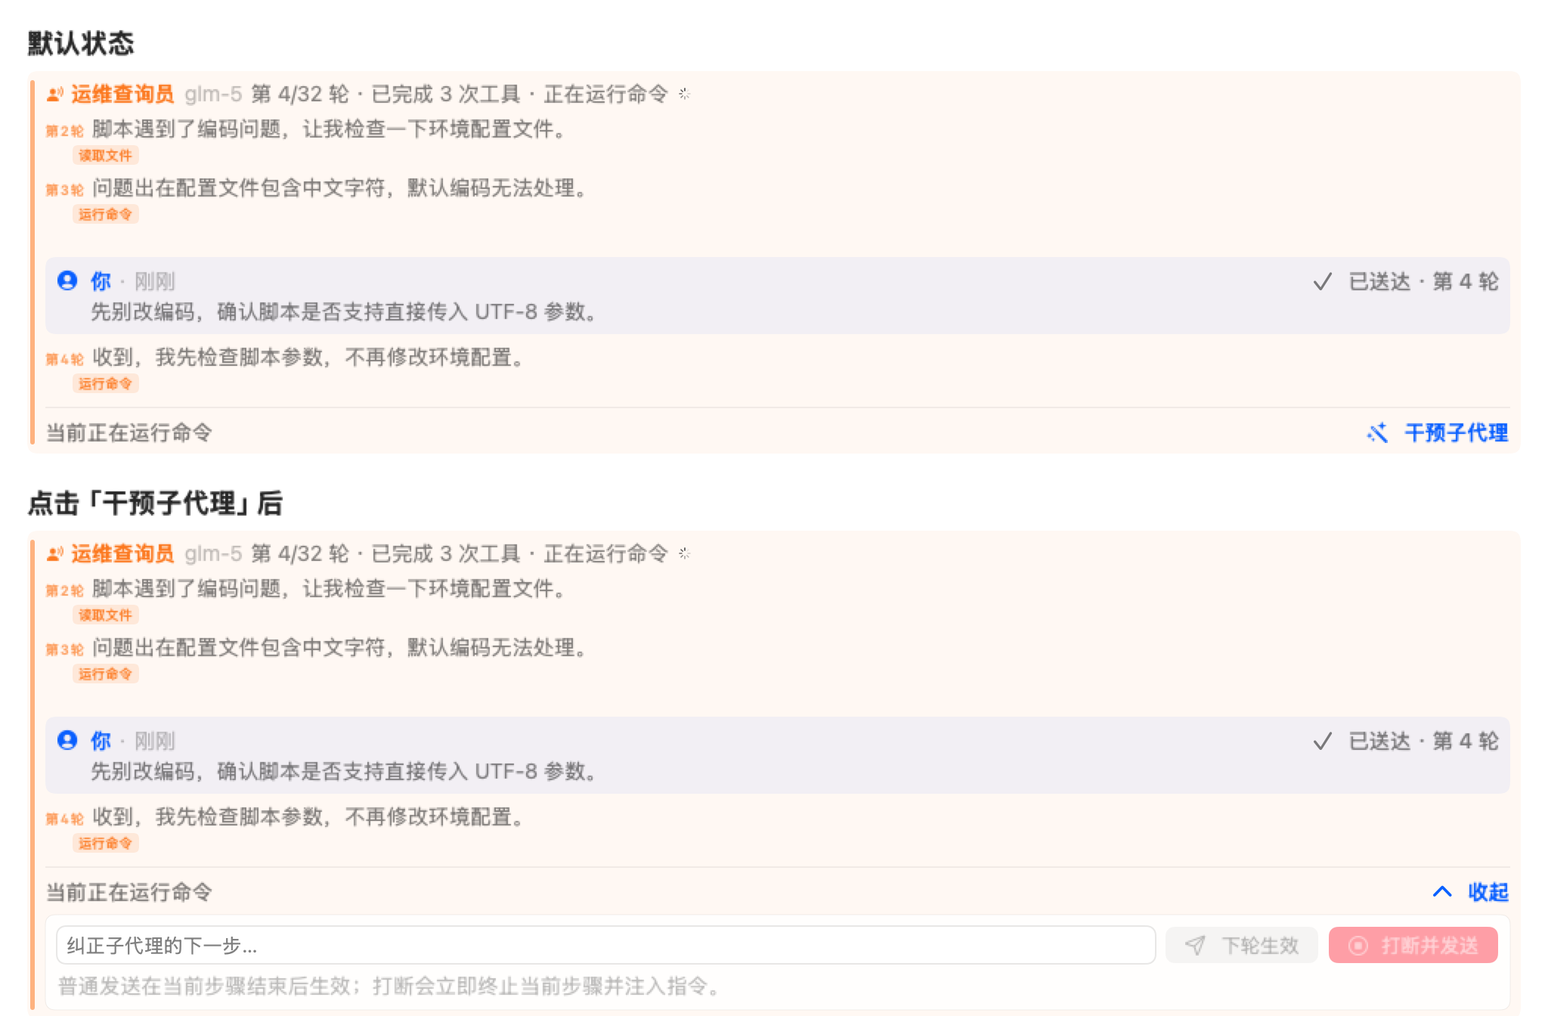 默认状态
运维查询员 glm-5 第 4/32 轮 · 已完成 3 次工具 · 正在运行命令
第2轮 脚本遇到了编码问题，让我检查一下环境配置文件。
读取文件
第3轮 问题出在配置文件包含中文字符，默认编码无法处理。
运行命令
你 · 刚刚 已送达 · 第 4 轮
先别改编码，确认脚本是否支持直接传入 UTF-8 参数。
第4轮 收到，我先检查脚本参数，不再修改环境配置。
运行命令
当前正在运行命令 干预子代理
点击「干预子代理」后
运维查询员 glm-5 第 4/32 轮 · 已完成 3 次工具 · 正在运行命令
第2轮 脚本遇到了编码问题，让我检查一下环境配置文件。
读取文件
第3轮 问题出在配置文件包含中文字符，默认编码无法处理。
运行命令
你 · 刚刚 已送达 · 第 4 轮
先别改编码，确认脚本是否支持直接传入 UTF-8 参数。
第4轮 收到，我先检查脚本参数，不再修改环境配置。
运行命令
当前正在运行命令 收起
纠正子代理的下一步... 下轮生效 打断并发送
普通发送在当前步骤结束后生效；打断会立即终止当前步骤并注入指令。